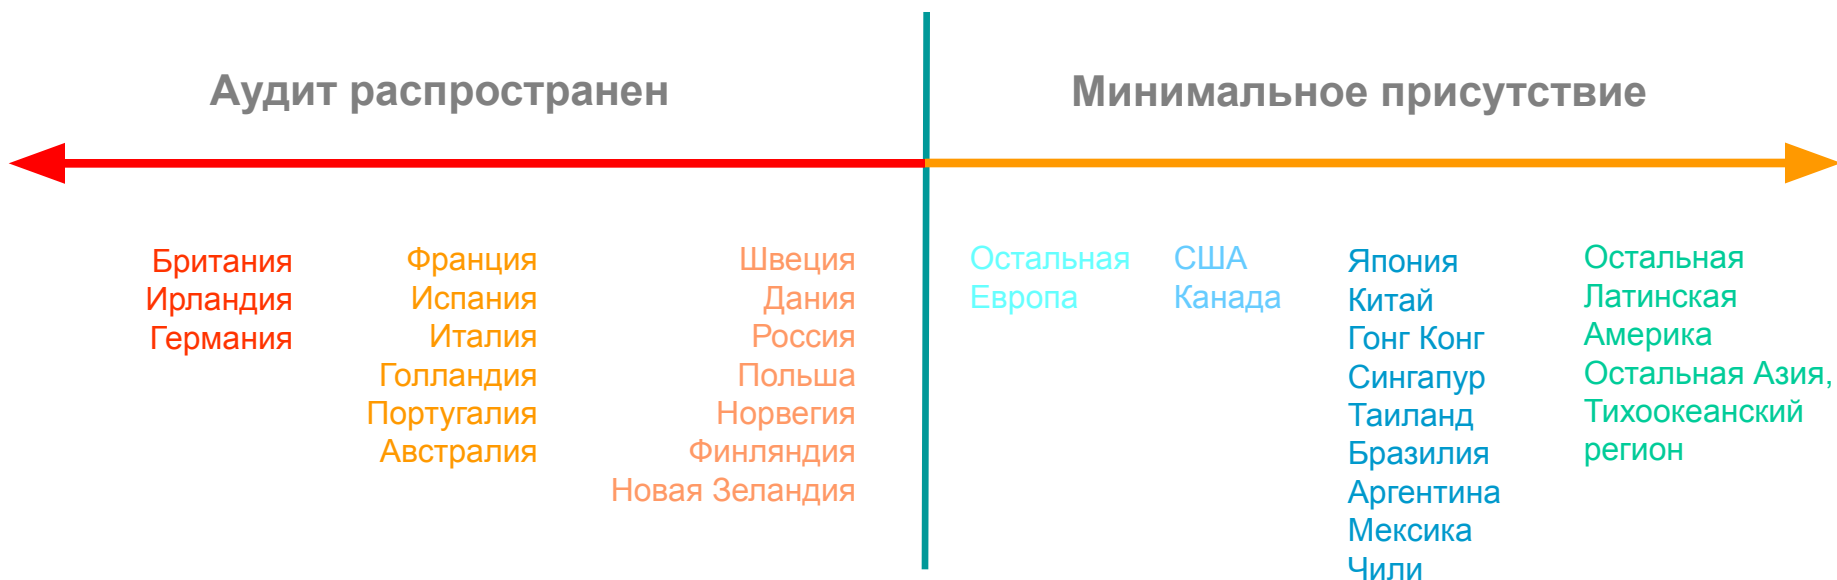 Аудит распространен
Минимальное присутствие
Британия
Ирландия
Германия
Франция
Испания
Италия
Голландия
Португалия
Австралия
Швеция
Дания
Россия
Польша
Норвегия
Финляндия
Новая Зеландия
Остальная
Европа
США
Канада
Япония
Китай
Гонг Конг
Сингапур
Таиланд
Бразилия
Аргентина
Мексика
Чили
Остальная
Латинская
Америка
Остальная Азия,
Тихоокеанский
регион